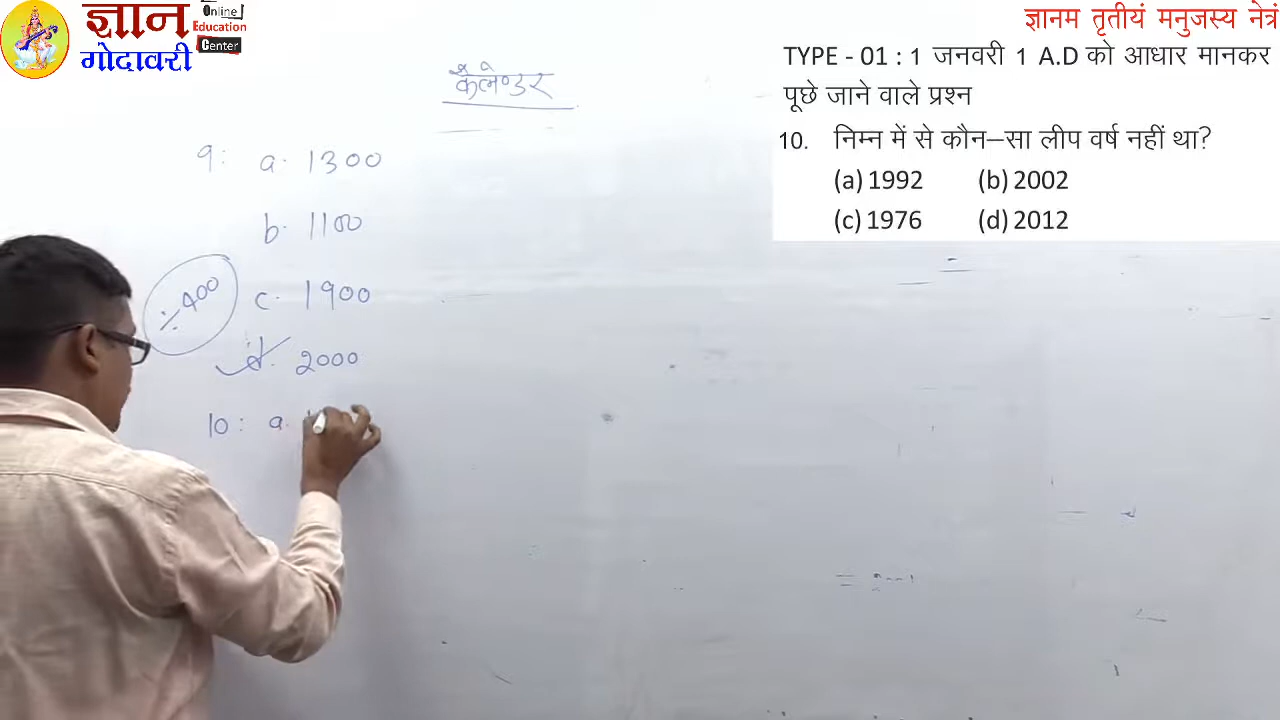 ज्ञान
Online
Education
Center
गोदावरी
ज्ञानम तृतीयं मनुजस्य नेत्रं
TYPE - 01 : 1 जनवरी 1 A.D को आधार मानकर
पूछे जाने वाले प्रश्न
10. निम्न में से कौन–सा लीप वर्ष नहीं था?
(a) 1992 (b) 2002
(c) 1976 (d) 2012
कैलेण्डर
9: a. 1300
b. 1100
÷400
c. 1900
d. 2000
10: a.